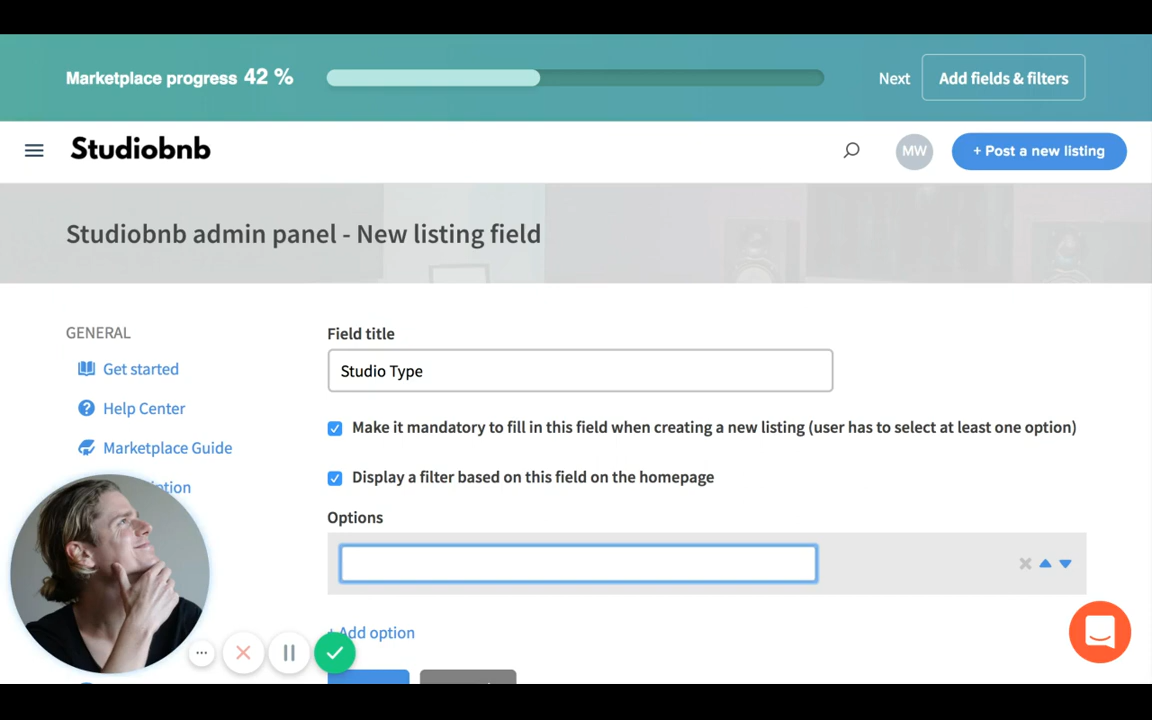 Marketplace progress 42 %
Next
Add fields & filters
Studiobnb
MW
+ Post a new listing
Studiobnb admin panel - New listing field
GENERAL
Get started
Help Center
Marketplace Guide
Field title
Studio Type
Make it mandatory to fill in this field when creating a new listing (user has to select at least one option)
Display a filter based on this field on the homepage
Options
+ Add option